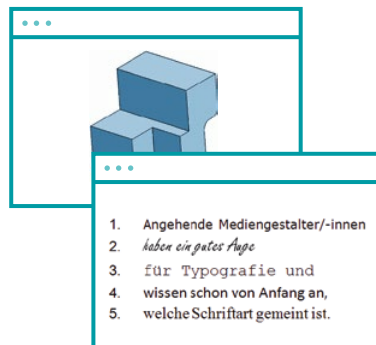 1. Angehende Mediengestalter/-innen
2. haben ein gutes Auge
3. für Typografie und
4. wissen schon von Anfang an,
5. welche Schriftart gemeint ist.